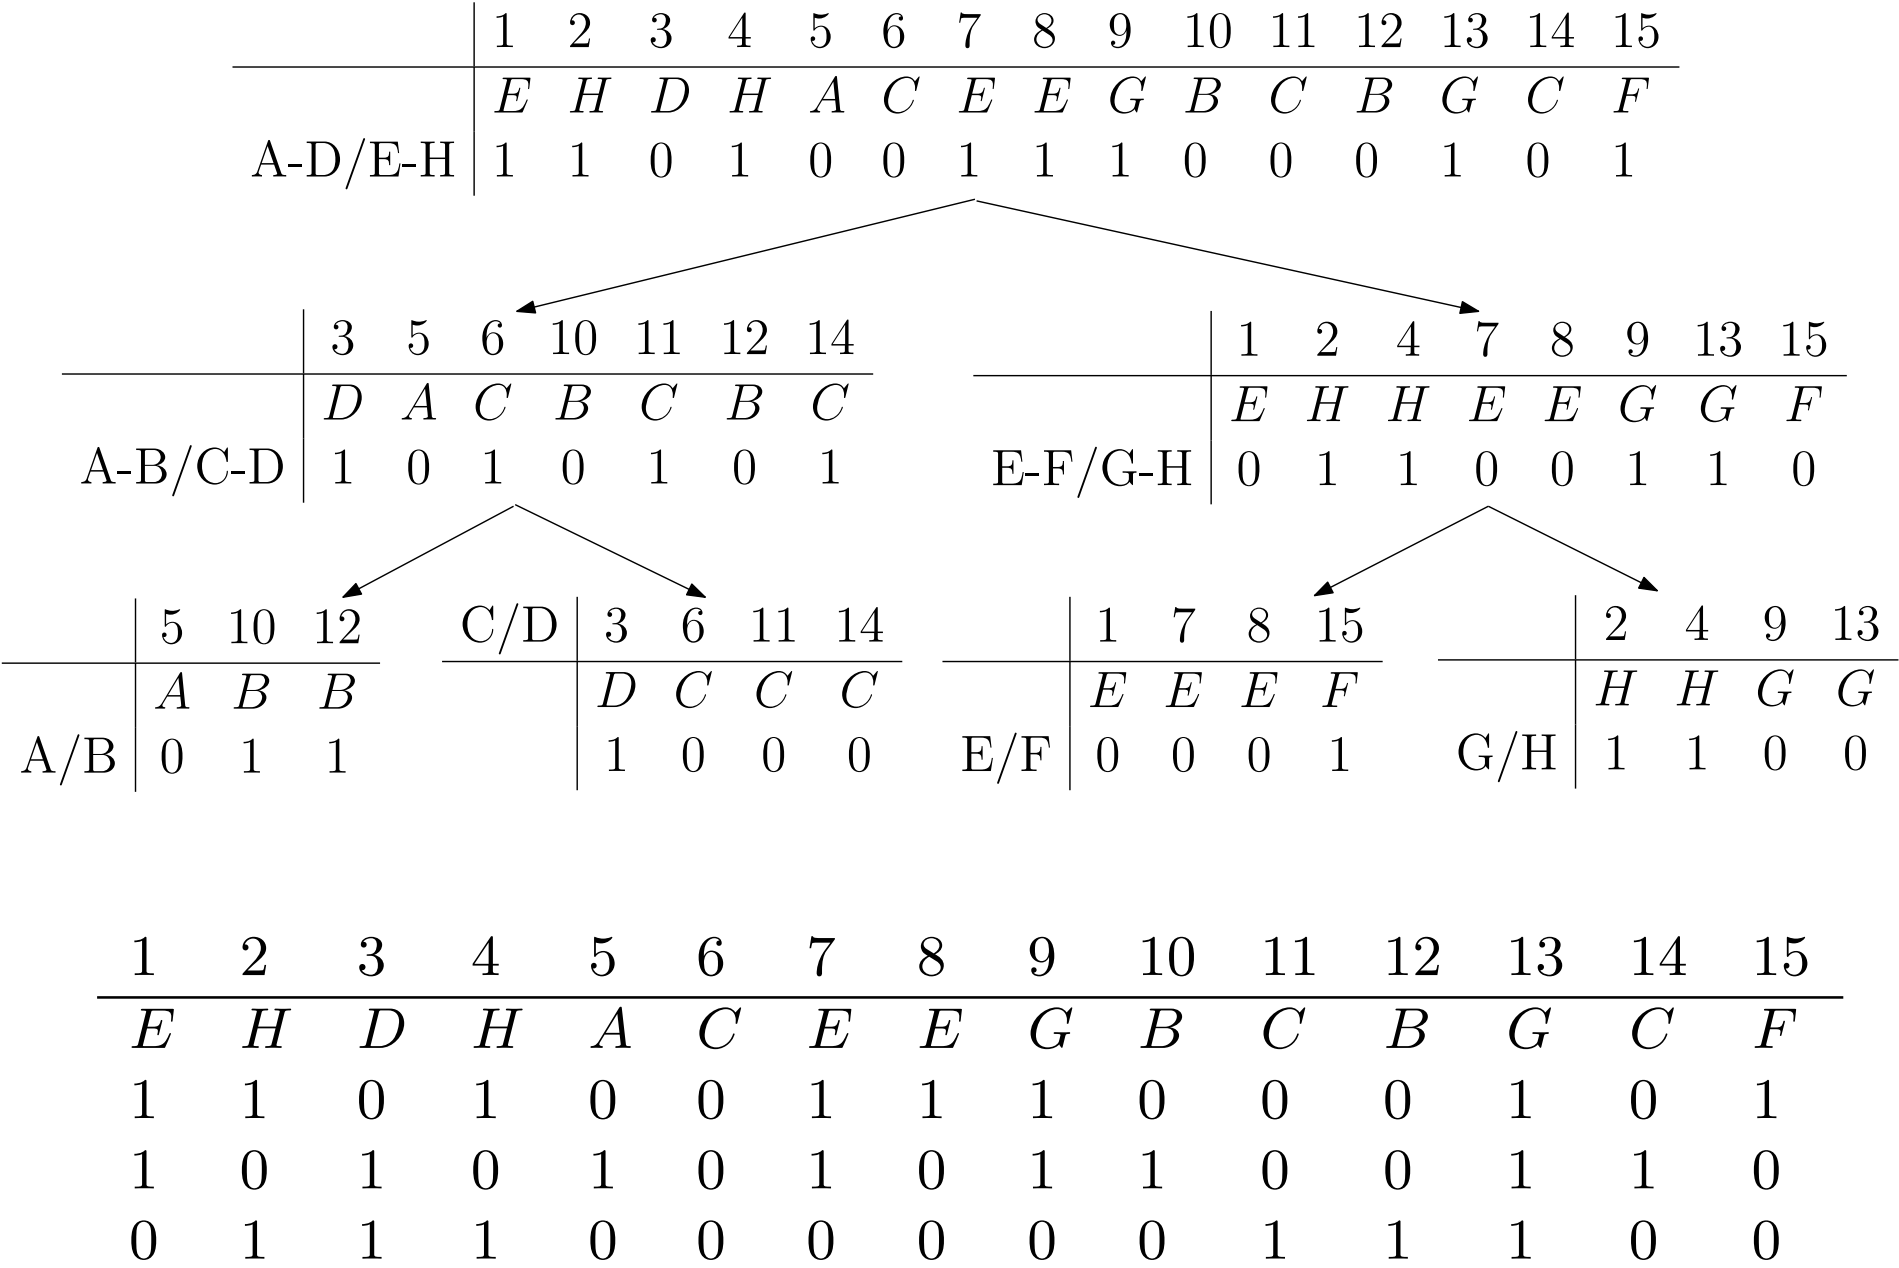 1 2 3 4 5 6 7 8 9 10 11 12 13 14 15
E H D H A C E E G B C B G C F
A-D/E-H 1 1 0 1 0 0 1 1 1 0 0 0 1 0 1
3 5 6 10 11 12 14
D A C B C B C
A-B/C-D 1 0 1 0 1 0 1
1 2 4 7 8 9 13 15
E H H E E G G F
E-F/G-H 0 1 1 0 0 1 1 0
5 10 12
A B B
A/B 0 1 1
C/D 3 6 11 14
D C C C
1 0 0 0
1 7 8 15
E E E F
E/F 0 0 0 1
2 4 9 13
H H G G
G/H 1 1 0 0
1 2 3 4 5 6 7 8 9 10 11 12 13 14 15
E H D H A C E E G B C B G C F
1 1 0 1 0 0 1 1 1 0 0 0 1 0 1
1 0 1 0 1 0 1 0 1 1 0 0 1 1 0
0 1 1 1 0 0 0 0 0 0 1 1 1 0 0